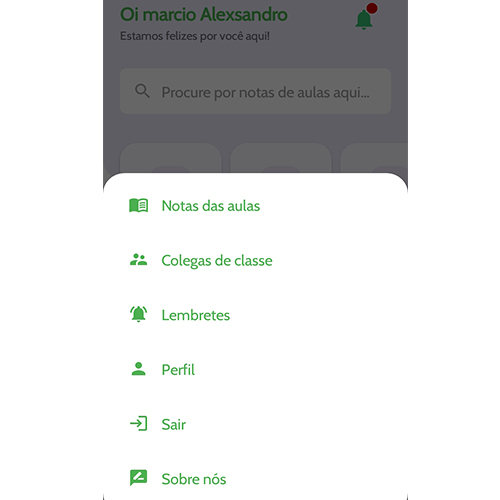 Oi marcio Alexsandro
Estamos felizes por você aqui!
Procure por notas de aulas aqui...
Notas das aulas
Colegas de classe
Lembretes
Perfil
Sair
Sobre nós